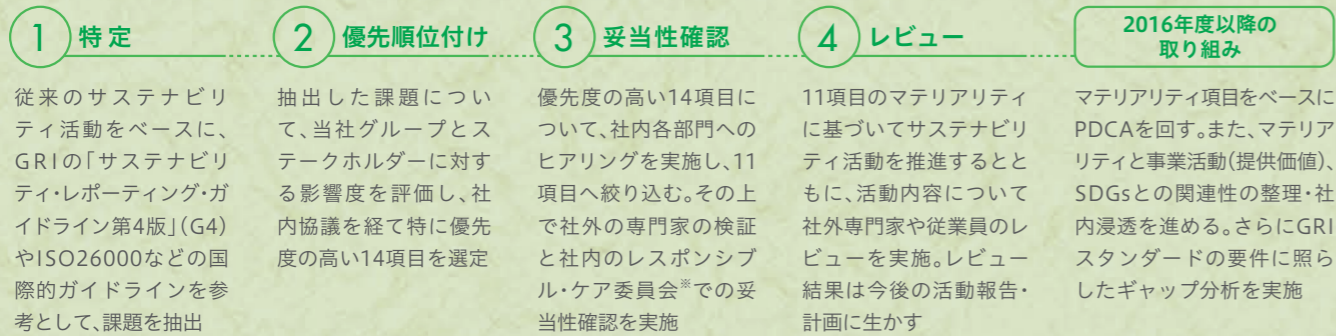 1 特定
従来のサステナビリ
ティ活動をベースに、
GRIの「サステナビリ
ティ・レポーティング・ガ
イドライン第4版」(G4)
やISO26000などの国
際的ガイドラインを参
考として、課題を抽出
2 優先順位付け
抽出した課題につい
て、当社グループとス
テークホルダーに対す
る影響度を評価し、社
内協議を経て特に優先
度の高い14項目を選定
3 妥当性確認
優先度の高い14項目に
ついて、社内各部門への
ヒアリングを実施し、11
項目へ絞り込む。その上
で社外の専門家の検証
と社内のレスポンシブ
ル・ケア委員会※での妥
当性確認を実施
4 レビュー
11項目のマテリアリティ
に基づいてサステナビリ
ティ活動を推進するとと
もに、活動内容について
社外専門家や従業員のレ
ビューを実施。レビュー
結果は今後の活動報告・
計画に生かす
2016年度以降の
取り組み
マテリアリティ項目をベースに
PDCAを回す。また、マテリア
リティと事業活動(提供価値)、
SDGsとの関連性の整理・社
内浸透を進める。さらにGRI
スタンダードの要件に照ら
したギャップ分析を実施